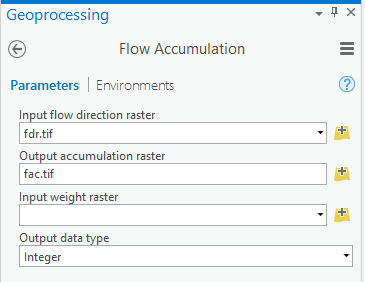 Geoprocessing
Flow Accumulation
Parameters | Environments
Input flow direction raster
fdr.tif
Output accumulation raster
fac.tif
Input weight raster
Output data type
Integer